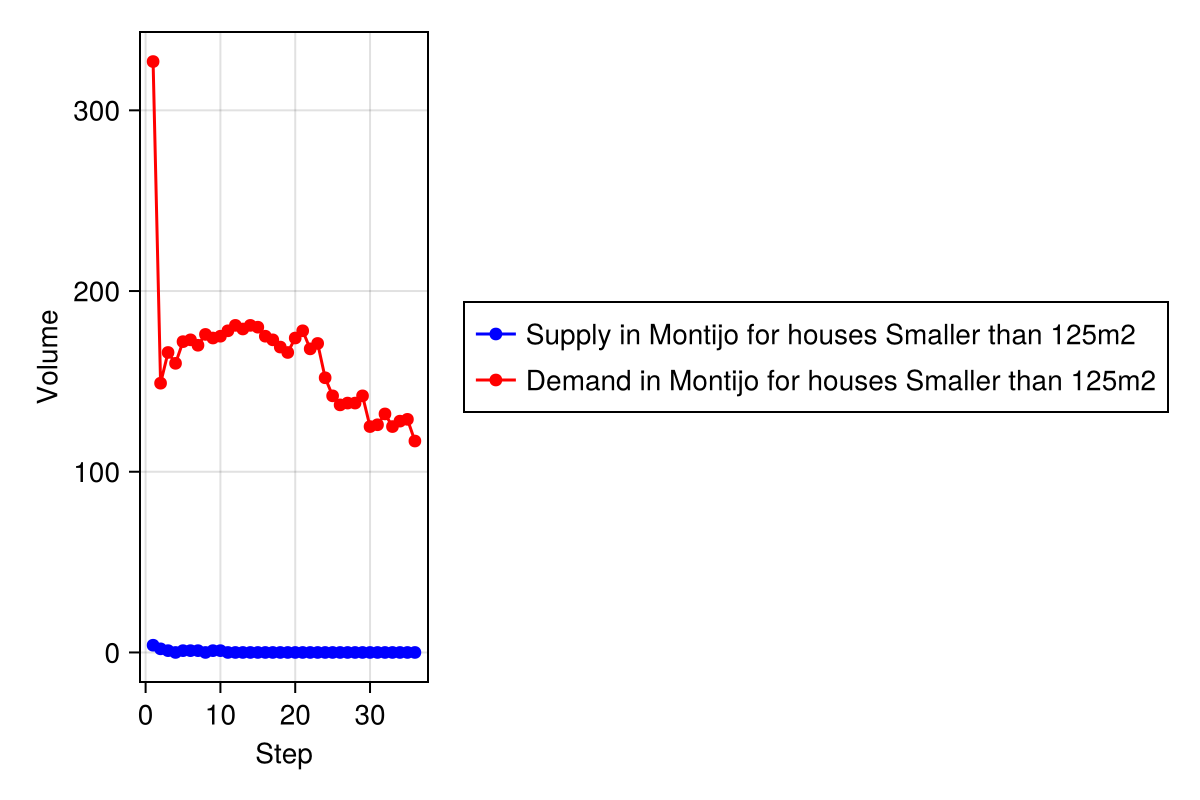 300
200
100
0
Volume
0 10 20 30
Step
Supply in Montijo for houses Smaller than 125m2
Demand in Montijo for houses Smaller than 125m2